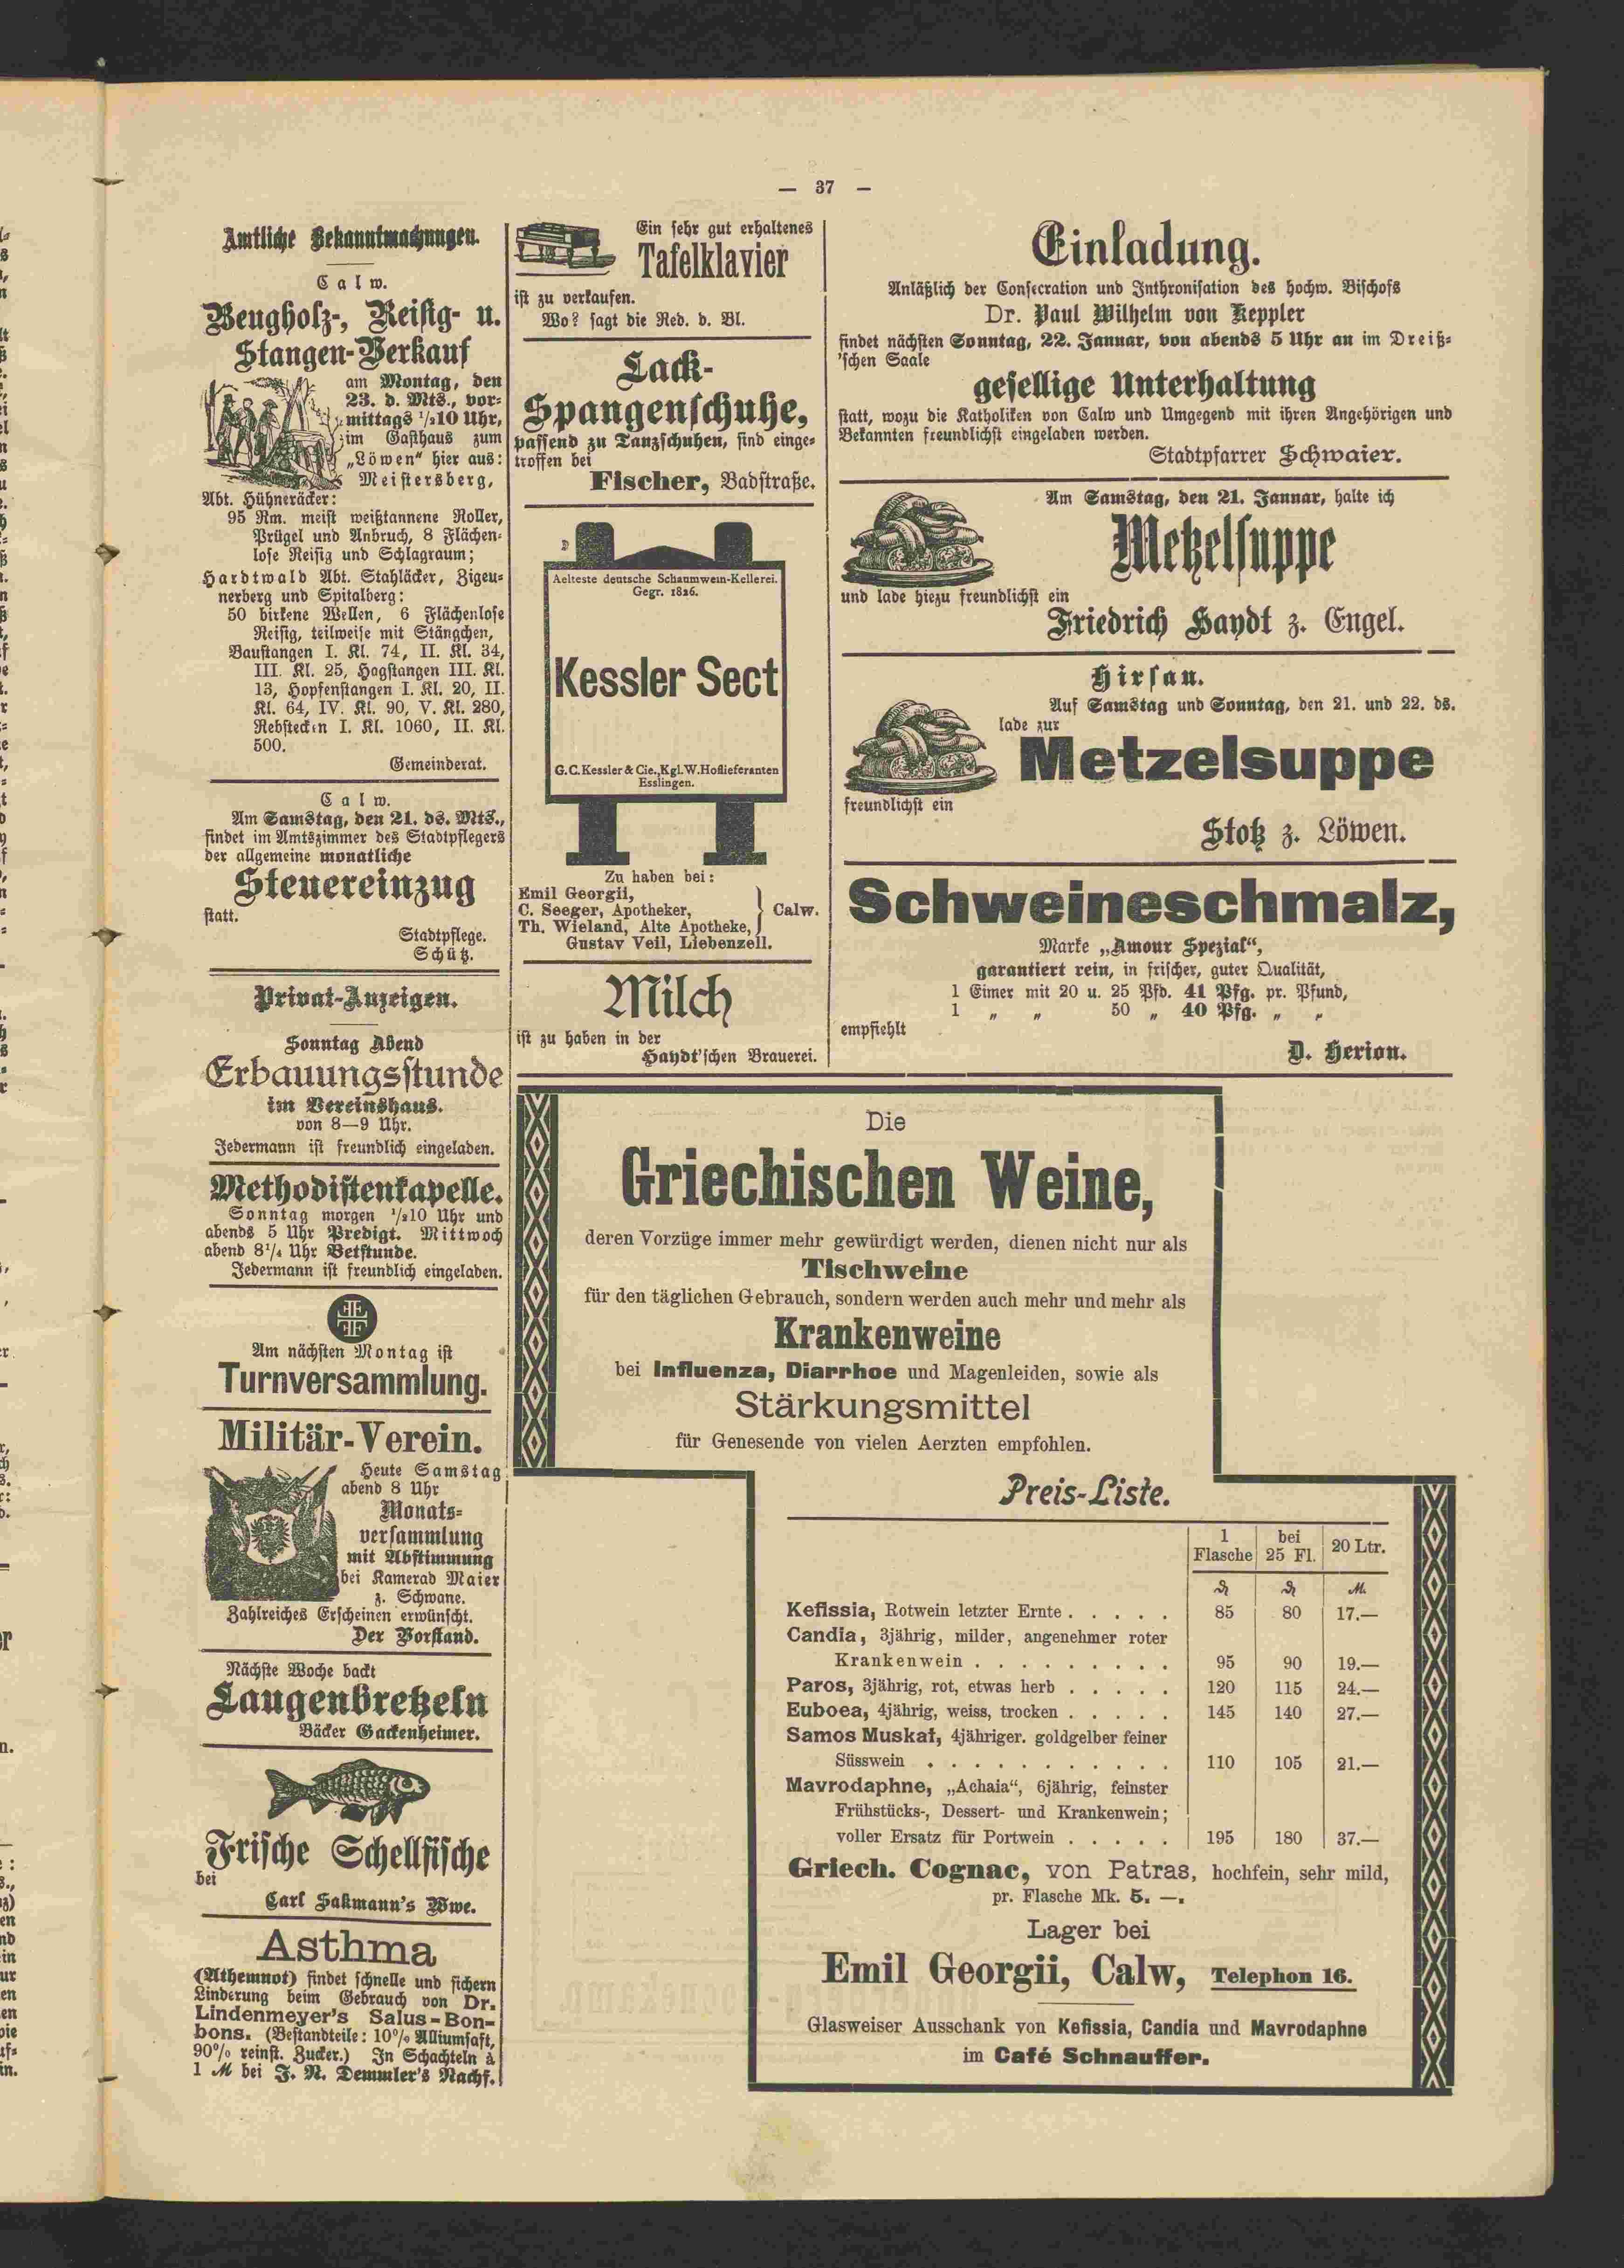 — 37 —
Amtliche Bekanntmachungen.
Calw.
Beugholz-, Reisig- u.
Stangen-Verkauf
am Montag, den
23. d. Mts., vor-
mittags ½10 Uhr,
im Gasthaus zum
„Löwen“ hier aus:
Meistersberg,
Abt. Hühneräcker:
95 Rm. meist weißtannene Roller,
Prügel und Anbruch, 8 Flächen-
lose Reisig und Schlagraum;
Hardtwald Abt. Stahläcker, Zigeu-
nerberg und Spitalberg:
50 birkene Wellen, 6 Flächenlose
Reisig, teilweise mit Stängchen,
Baustangen I. Kl. 74, II. Kl. 34,
III. Kl. 25, Hagstangen III. Kl.
13, Hopfenstangen I. Kl. 20, II.
Kl. 64, IV. Kl. 90, V. Kl. 280,
Rebstecken I. Kl. 1060, II. Kl.
500.
Gemeinderat.
Calw.
Am Samstag, den 21. ds. Mts.,
findet im Amtszimmer des Stadtpflegers
der allgemeine monatliche
Steuereinzug
statt.
Stadtpflege.
Schütz.
Privat-Anzeigen.
Sonntag Abend
Erbauungsstunde
im Vereinshaus.
von 8—9 Uhr.
Jedermann ist freundlich eingeladen.
Methodistenkapelle.
Sonntag morgen ½10 Uhr und
abends 5 Uhr Predigt. Mittwoch
abend 8¼ Uhr Betstunde.
Jedermann ist freundlich eingeladen.
Am nächsten Montag ist
Turnversammlung.
Militär-Verein.
Heute Samstag
abend 8 Uhr
Monats-
versammlung
mit Abstimmung
bei Kamerad Maier
z. Schwane.
Zahlreiches Erscheinen erwünscht.
Der Vorstand.
Nächste Woche backt
Laugenbretzeln
Bäcker Gackenheimer.
Frische Schellfische
bei
Carl Sakmann's Wwe.
Asthma
(Athemnot) findet schnelle und sichern
Linderung beim Gebrauch von Dr.
Lindenmeyer's Salus-Bon-
bons. (Bestandteile: 10% Alliumsaft,
90% reinst. Zucker.) In Schachteln à
1 M bei J. N. Demmler's Nachf.
Ein sehr gut erhaltenes
Tafelklavier
ist zu verkaufen.
Wo? sagt die Red. d. Bl.
Lack-
Spangenschuhe,
passend zu Tanzschuhen, sind einge-
troffen bei
Fischer, Badstraße.
Aelteste deutsche Schaumwein-Kellerei.
Gegr. 1826.
Kessler Sect
G. C. Kessler & Cie., Kgl. W. Hoflieferanten
Esslingen.
Zu haben bei:
Emil Georgii,
C. Seeger, Apotheker, } Calw.
Th. Wieland, Alte Apotheke,
Gustav Veil, Liebenzell.
Milch
ist zu haben in der
Haydt'schen Brauerei.
Einladung.
Anläßlich der Consecration und Inthronisation des hochw. Bischofs
Dr. Paul Wilhelm von Keppler
findet nächsten Sonntag, 22. Januar, von abends 5 Uhr an im Dreiß-
'schen Saale
gesellige Unterhaltung
statt, wozu die Katholiken von Calw und Umgegend mit ihren Angehörigen und
Bekannten freundlichst eingeladen werden.
Stadtpfarrer Schwaier.
Am Samstag, den 21. Januar, halte ich
Metzelsuppe
und lade hiezu freundlichst ein
Friedrich Haydt z. Engel.
Hirsau.
Auf Samstag und Sonntag, den 21. und 22. ds.
lade zur
Metzelsuppe
freundlichst ein
Stotz z. Löwen.
Schweineschmalz,
Marke „Amour Spezial“,
garantiert rein, in frischer, guter Qualität,
1 Eimer mit 20 u. 25 Pfd. 41 Pfg. pr. Pfund,
1 „ „ 50 „ 40 Pfg. „ „
empfiehlt
D. Herion.
Die
Griechischen Weine,
deren Vorzüge immer mehr gewürdigt werden, dienen nicht nur als
Tischweine
für den täglichen Gebrauch, sondern werden auch mehr und mehr als
Krankenweine
bei Influenza, Diarrhoe und Magenleiden, sowie als
Stärkungsmittel
für Genesende von vielen Aerzten empfohlen.
Preis-Liste.
1 Flasche | bei 25 Fl. | 20 Ltr.
₰ ₰ M.
Kefissia, Rotwein letzter Ernte . . . . . 85 80 17.—
Candia, 3jährig, milder, angenehmer roter
Krankenwein . . . . . . . . . 95 90 19.—
Paros, 3jährig, rot, etwas herb . . . . . 120 115 24.—
Euboea, 4jährig, weiss, trocken . . . . . 145 140 27.—
Samos Muskat, 4jähriger. goldgelber feiner
Süsswein . . . . . . . . . . . 110 105 21.—
Mavrodaphne, „Achaia“, 6jährig, feinster
Frühstücks-, Dessert- und Krankenwein;
voller Ersatz für Portwein . . . . . 195 180 37.—
Griech. Cognac, von Patras, hochfein, sehr mild,
pr. Flasche Mk. 5. —.
Lager bei
Emil Georgii, Calw, Telephon 16.
Glasweiser Ausschank von Kefissia, Candia und Mavrodaphne
im Café Schnauffer.